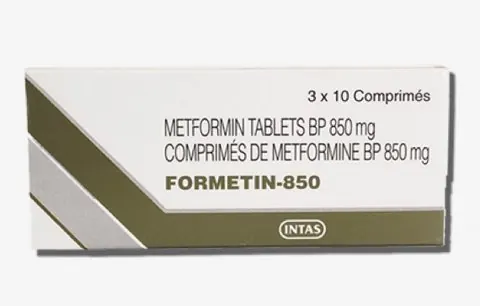 3 x 10 Comprimés
METFORMIN TABLETS BP 850 mg
COMPRIMÉS DE METFORMINE BP 850 mg
FORMETIN-850
INTAS